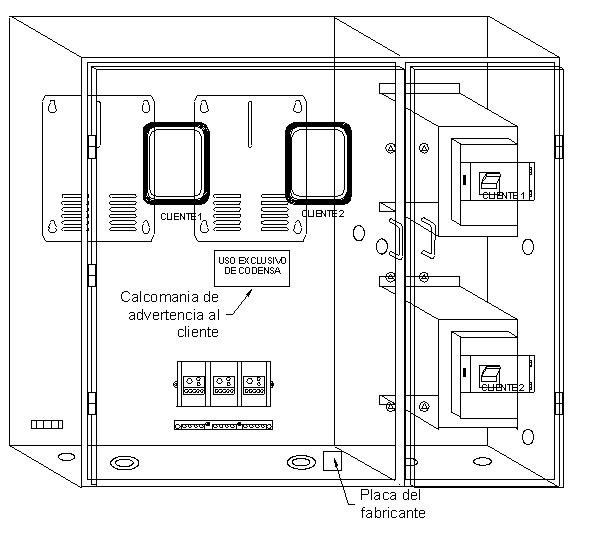 CLIENTE 1
CLIENTE 1
CLIENTE 2
USO EXCLUSIVO
DE CODENSA
Calcomania de
advertencia al
cliente
CLIENTE 2
Placa del
fabricante